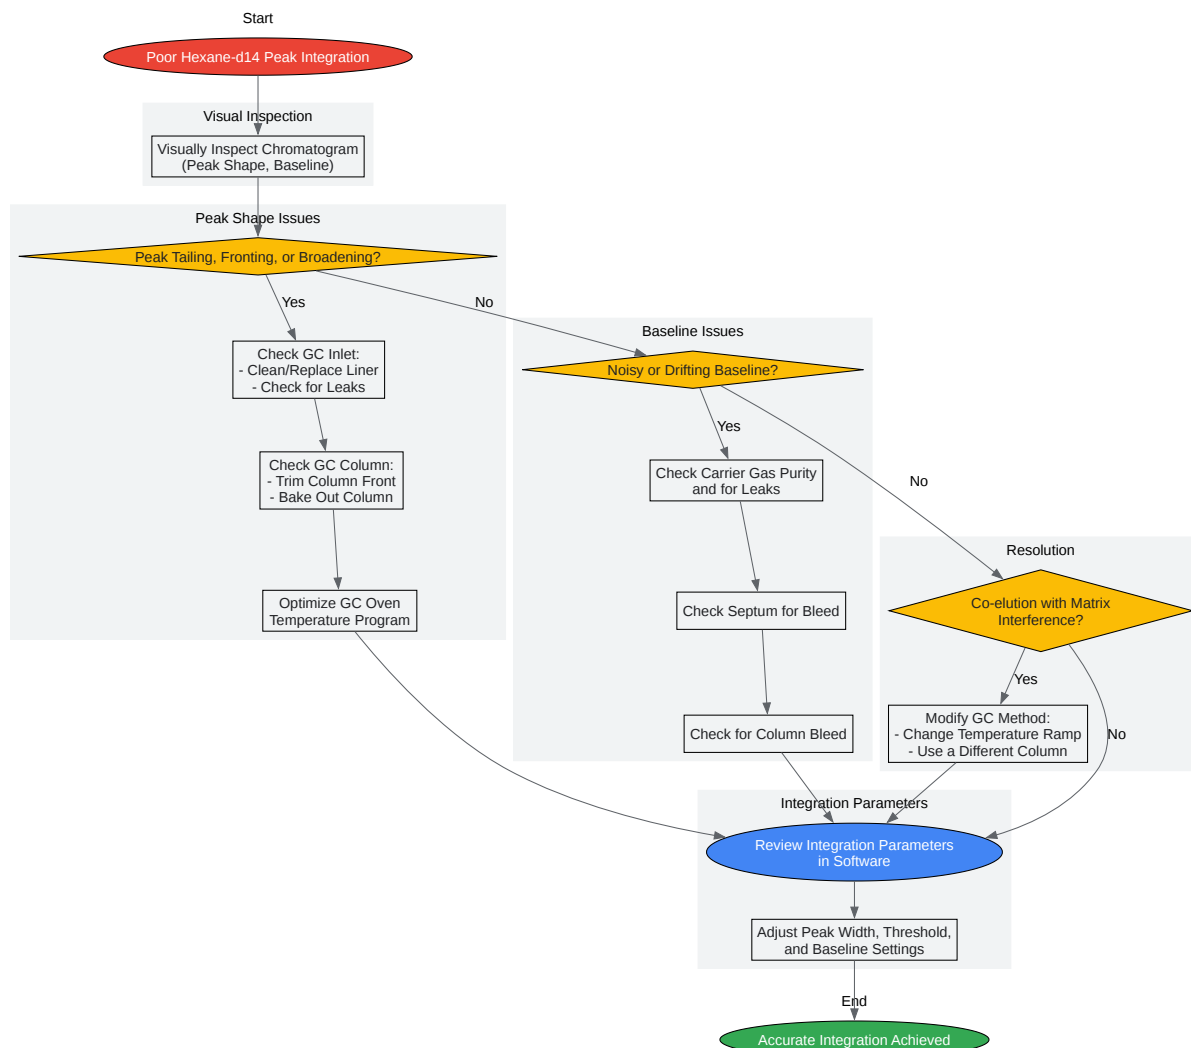 Start
Poor Hexane-d14 Peak Integration
Visual Inspection
Visually Inspect Chromatogram
(Peak Shape, Baseline)
Peak Shape Issues
Peak Tailing, Fronting, or Broadening?
Yes
No
Check GC Inlet:
- Clean/Replace Liner
- Check for Leaks
Check GC Column:
- Trim Column Front
- Bake Out Column
Optimize GC Oven
Temperature Program
Baseline Issues
Noisy or Drifting Baseline?
Yes
No
Check Carrier Gas Purity
and for Leaks
Check Septum for Bleed
Check for Column Bleed
Resolution
Co-elution with Matrix
Interference?
Yes
No
Modify GC Method:
- Change Temperature Ramp
- Use a Different Column
Integration Parameters
Review Integration Parameters
in Software
Adjust Peak Width, Threshold,
and Baseline Settings
End
Accurate Integration Achieved